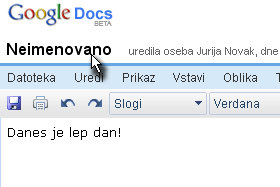 Google Docs
BETA
Neimenovano uredila oseba Jurija Novak, dne
Datoteka Uredi Prikaz Vstavi Oblika T
Slogi Verdana
Danes je lep dan!